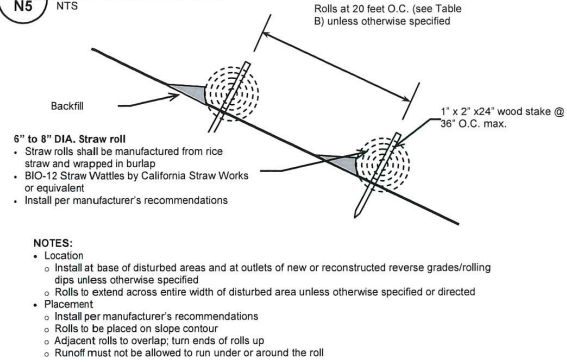 N5
NTS
Rolls at 20 feet O.C. (see Table
B) unless otherwise specified
Backfill
1" x 2" x24" wood stake @
36" O.C. max.
6" to 8" DIA. Straw roll
• Straw rolls shall be manufactured from rice
straw and wrapped in burlap
• BIO-12 Straw Wattles by California Straw Works
or equivalent
• Install per manufacturer's recommendations
NOTES:
• Location
o Install at base of disturbed areas and at outlets of new or reconstructed reverse grades/rolling
dips unless otherwise specified
o Rolls to extend across entire width of disturbed area unless otherwise specified or directed
• Placement
o Install per manufacturer's recommendations
o Rolls to be placed on slope contour
o Adjacent rolls to overlap; turn ends of rolls up
o Runoff must not be allowed to run under or around the roll